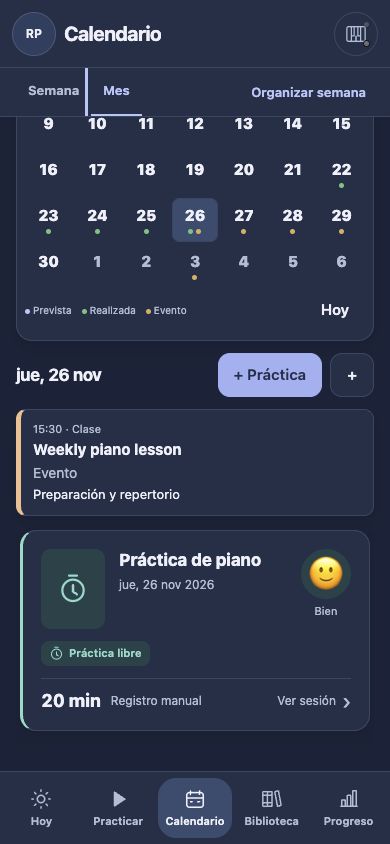 RP
Calendario
Semana
Mes
Organizar semana
9 10 11 12 13 14 15
16 17 18 19 20 21 22
23 24 25 26 27 28 29
30 1 2 3 4 5 6
Prevista Realizada Evento
Hoy
jue, 26 nov
+ Práctica
+
15:30 · Clase
Weekly piano lesson
Evento
Preparación y repertorio
Práctica de piano
jue, 26 nov 2026
Bien
Práctica libre
20 min Registro manual
Ver sesión
Hoy
Practicar
Calendario
Biblioteca
Progreso